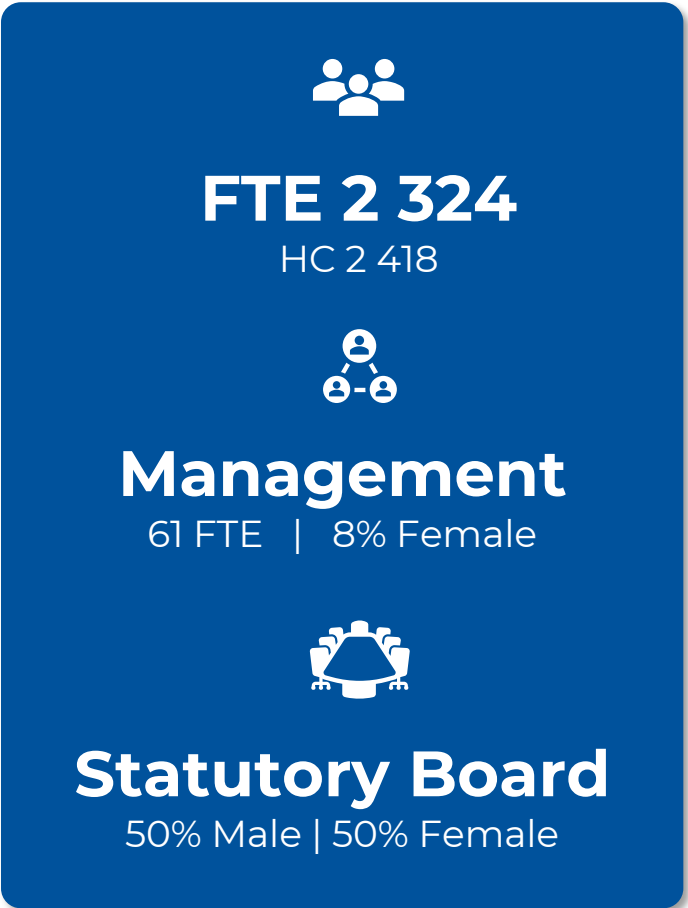 FTE 2 324
HC 2 418
Management
61 FTE | 8% Female
Statutory Board
50% Male | 50% Female